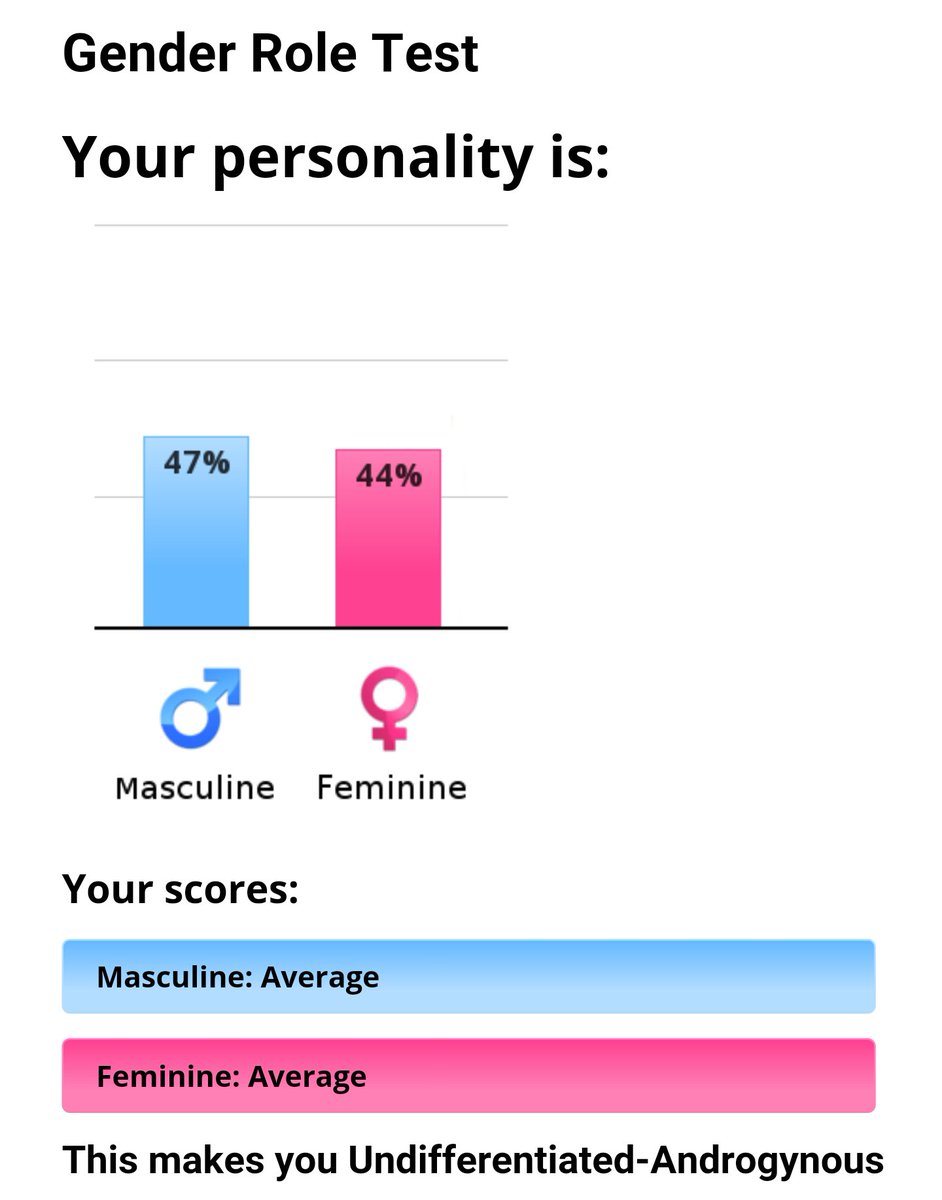 Gender Role Test
Your personality is:
47%
44%
Masculine Feminine
Your scores:
Masculine: Average
Feminine: Average
This makes you Undifferentiated-Androgynous